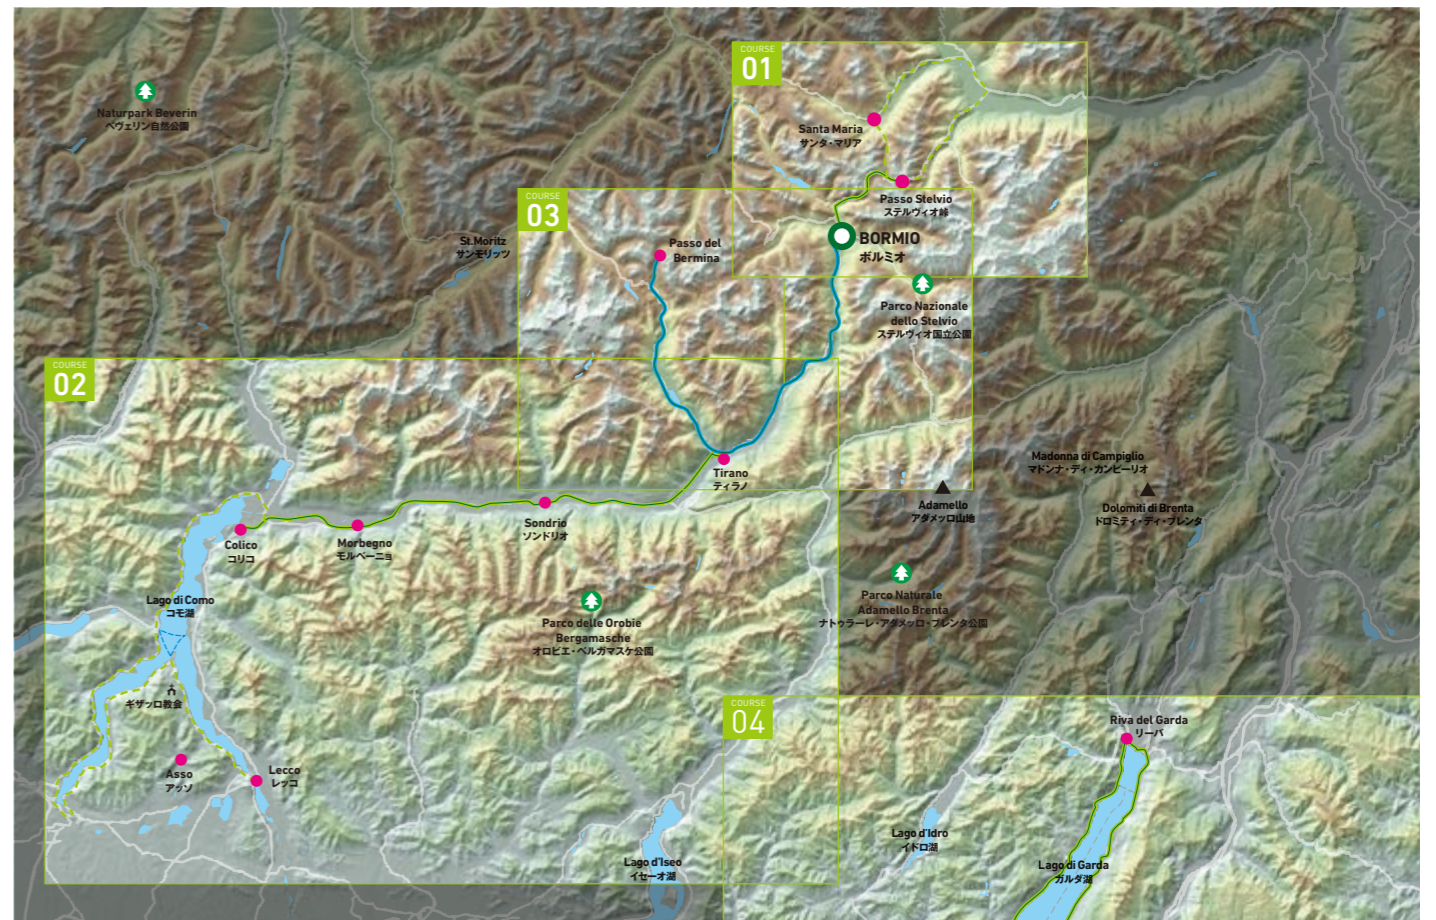 COURSE
01
Naturpark Beverin
ベヴェリン自然公園
Santa Maria
サンタ・マリア
Passo Stelvio
ステルヴィオ峠
COURSE
03
St.Moritz
サンモリッツ
Passo del
Bermina
BORMIO
ボルミオ
Parco Nazionale
dello Stelvio
ステルヴィオ国立公園
COURSE
02
Tirano
ティラノ
Madonna di Campiglio
マドンナ・ディ・カンピーリオ
Adamello
アダメッロ山地
Dolomiti di Brenta
ドロミティ・ディ・ブレンタ
Sondrio
ソンドリオ
Colico
コリコ
Morbegno
モルベーニョ
Lago di Como
コモ湖
Parco delle Orobie
Bergamasche
オロビエ・ベルガマスケ公園
Parco Naturale
Adamello Brenta
ナトゥラーレ・アダメッロ・ブレンタ公園
ギザッロ教会
COURSE
04
Riva del Garda
リーバ
Asso
アッソ
Lecco
レッコ
Lago d'Idro
イドロ湖
Lago d'Iseo
イセーオ湖
Lago di Garda
ガルダ湖